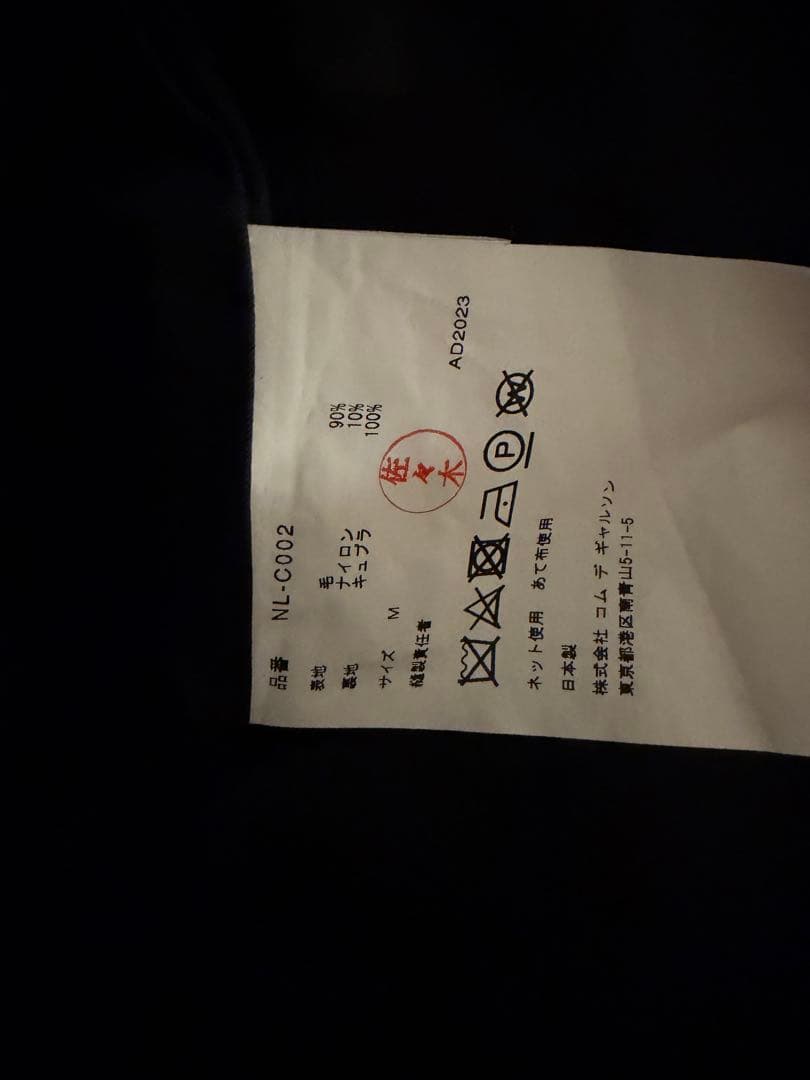 品番 NL-C002
表地 毛 90%
ナイロン 10%
裏地 キュプラ 100%
サイズ M
縫製責任者 佐々木
AD2023
P
W
ネット使用 あて布使用
日本製
株式会社 コム デ ギャルソン
東京都港区南青山5-11-5